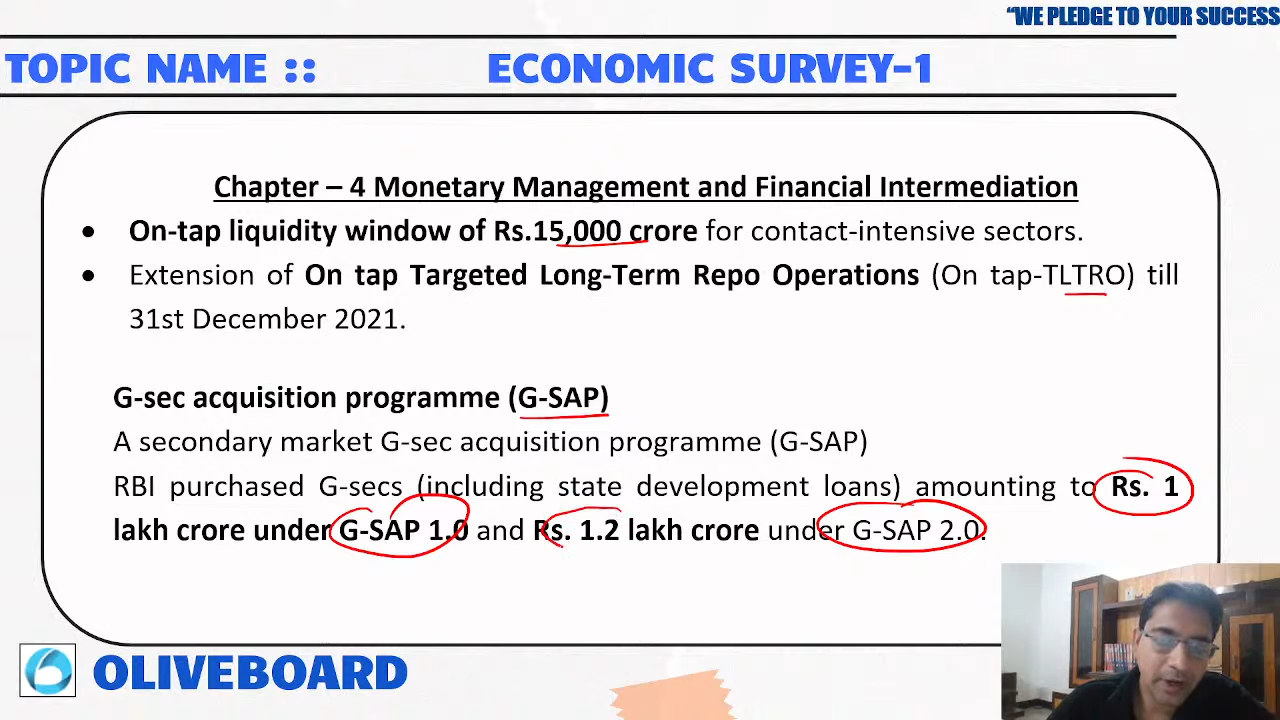 “WE PLEDGE TO YOUR SUCCESS
TOPIC NAME :: ECONOMIC SURVEY-1
Chapter – 4 Monetary Management and Financial Intermediation
• On-tap liquidity window of Rs.15,000 crore for contact-intensive sectors.
• Extension of On tap Targeted Long-Term Repo Operations (On tap-TLTRO) till
31st December 2021.
G-sec acquisition programme (G-SAP)
A secondary market G-sec acquisition programme (G-SAP)
RBI purchased G-secs (including state development loans) amounting to Rs. 1
lakh crore under G-SAP 1.0 and Rs. 1.2 lakh crore under G-SAP 2.0.
OLIVEBOARD